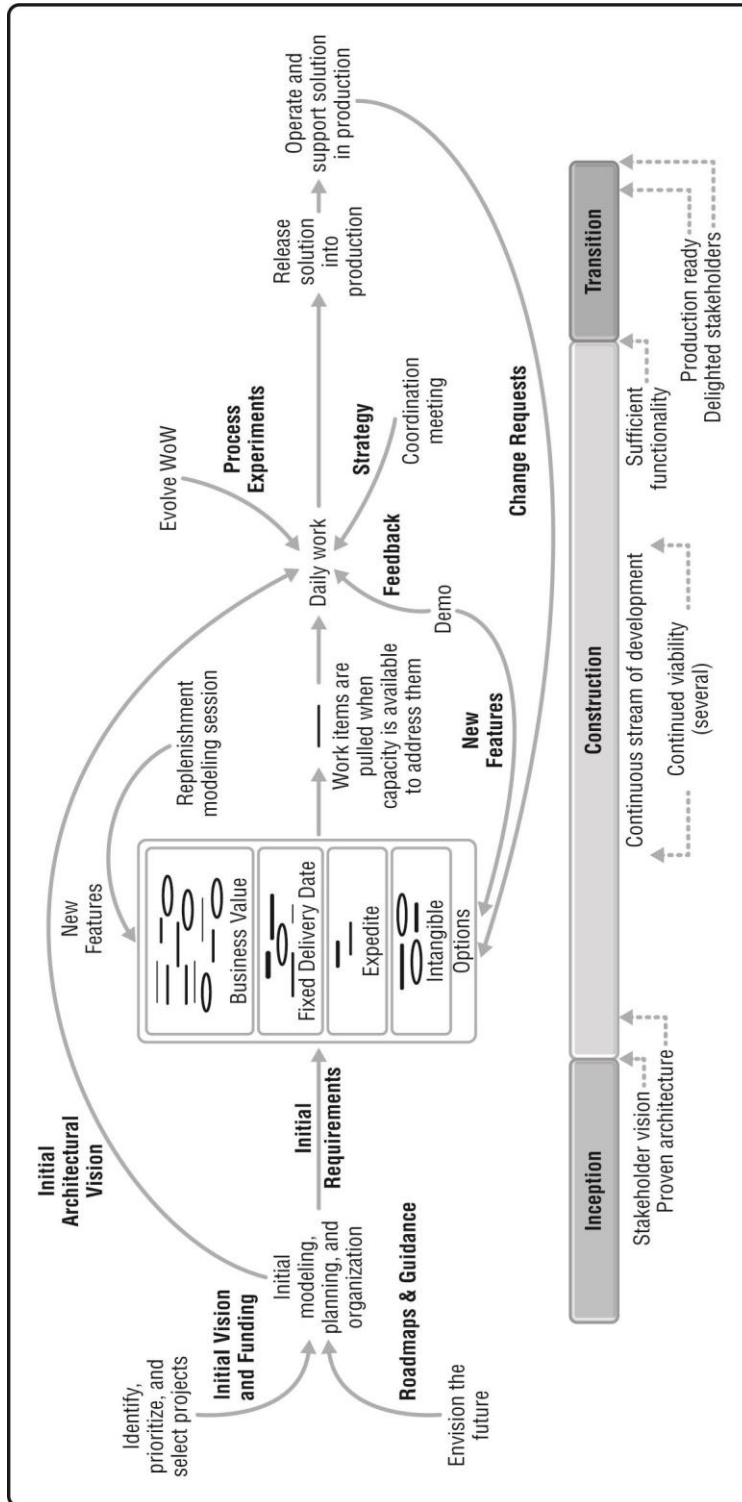 Identify,
prioritize, and
select projects
Initial Vision
and Funding
Envision the
future
Roadmaps & Guidance
Initial
modeling,
planning, and
organization
Initial
Architectural
Vision
Initial
Requirements
New
Features
Replenishment
modeling session
Business Value
Fixed Delivery Date
Expedite
Intangible
Options
Work items are
pulled when
capacity is available
to address them
Evolve WoW
Process
Experiments
Daily work
Strategy
Coordination
meeting
Feedback
Demo
New
Features
Release
solution
into
production
Operate and
support solution
in production
Change Requests
Inception
Construction
Transition
Stakeholder vision
Proven architecture
Continuous stream of development
Continued viability
(several)
Sufficient
functionality
Production ready
Delighted stakeholders